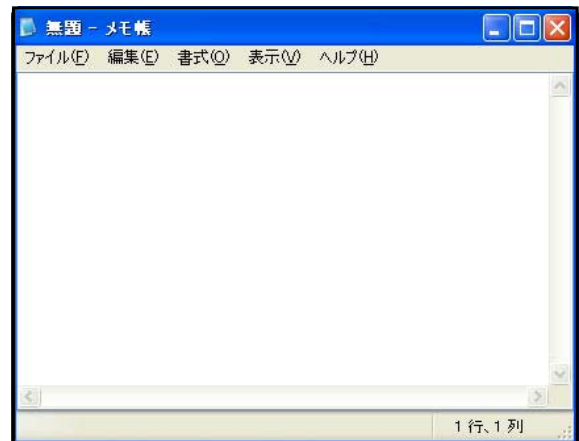 無題 - メモ帳
ファイル(F) 編集(E) 書式(O) 表示(V) ヘルプ(H)
1 行、1 列